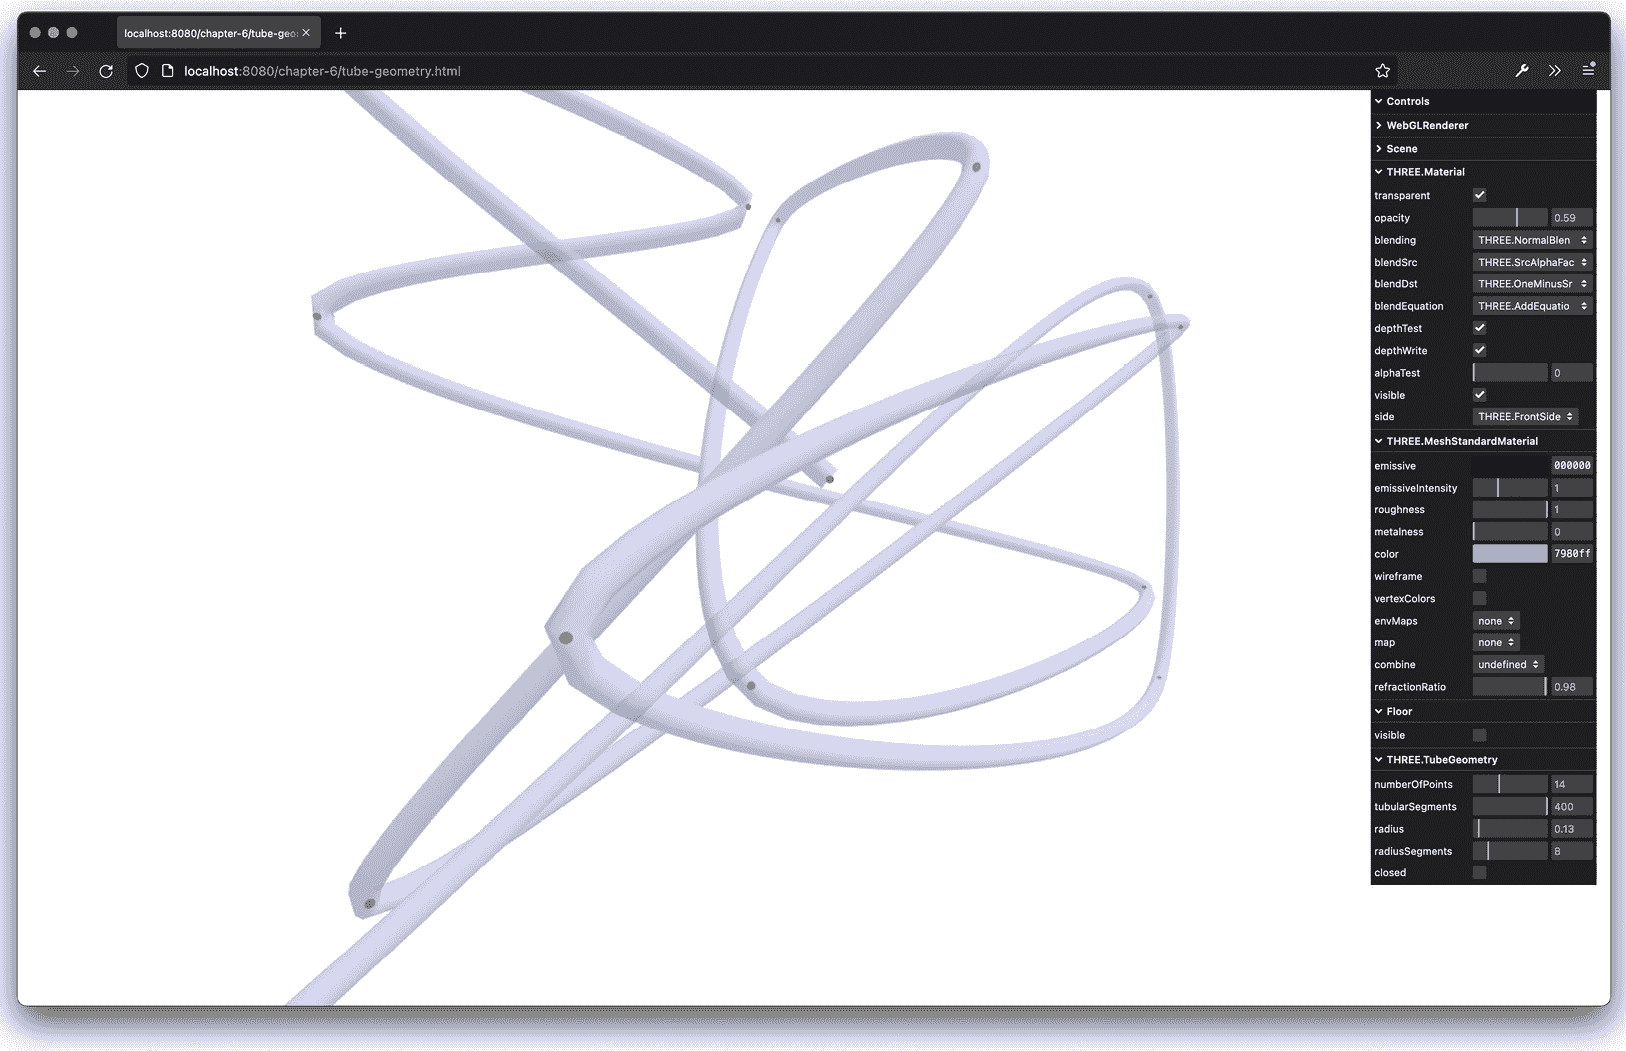 localhost:8080/chapter-6/tube-geo
localhost:8080/chapter-6/tube-geometry.html
Controls
WebGLRenderer
Scene
THREE.Material
transparent
opacity 0.59
blending THREE.NormalBlen
blendSrc THREE.SrcAlphaFac
blendDst THREE.OneMinusSr
blendEquation THREE.AddEquatio
depthTest
depthWrite
alphaTest 0
visible
side THREE.FrontSide
THREE.MeshStandardMaterial
emissive 000000
emissiveIntensity 1
roughness 1
metalness 0
color 7980ff
wireframe
vertexColors
envMaps none
map none
combine undefined
refractionRatio 0.98
Floor
visible
THREE.TubeGeometry
numberOfPoints 14
tubularSegments 400
radius 0.13
radiusSegments 8
closed